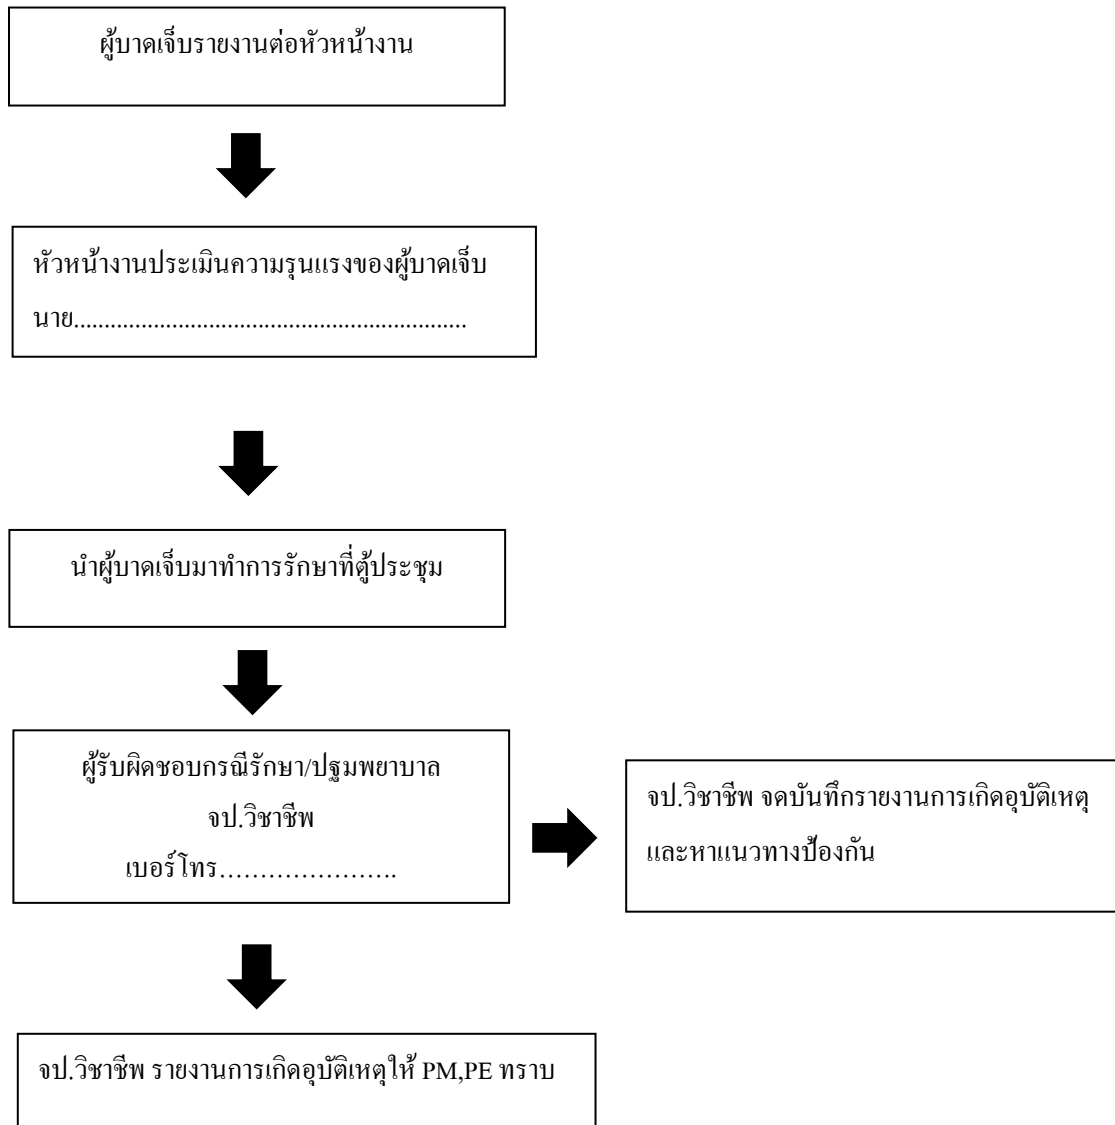 ผู้บาดเจ็บรายงานต่อหัวหน้างาน
หัวหน้างานประเมินความรุนแรงของผู้บาดเจ็บ
นาย................................................................
นำผู้บาดเจ็บมาทำการรักษาที่ตู้ประชุม
ผู้รับผิดชอบกรณีรักษา/ปฐมพยาบาล
จป.วิชาชีพ
เบอร์โทร…………………….
จป.วิชาชีพ จดบันทึกรายงานการเกิดอุบัติเหตุ
และหาแนวทางป้องกัน
จป.วิชาชีพ รายงานการเกิดอุบัติเหตุให้ PM,PE ทราบ